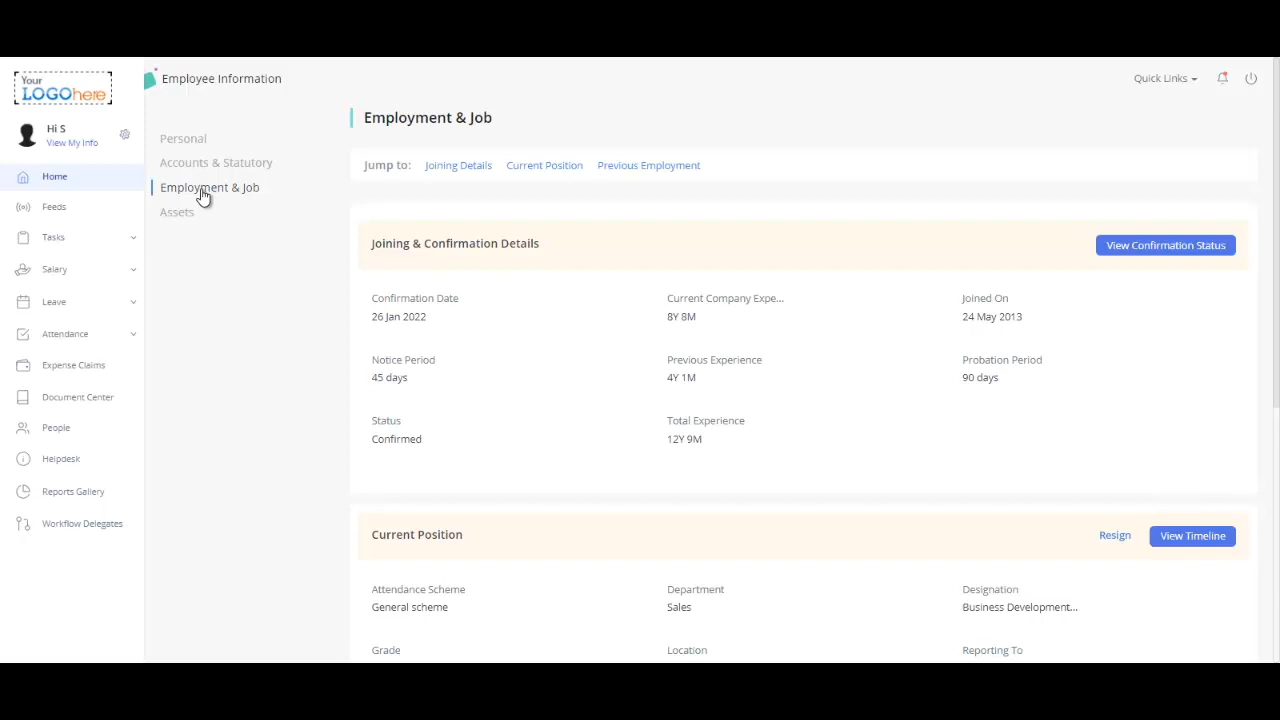 Your
LOGOhere
Employee Information
Quick Links
Hi S
View My Info
Home
Feeds
Tasks
Salary
Leave
Attendance
Expense Claims
Document Center
People
Helpdesk
Reports Gallery
Workflow Delegates
Personal
Accounts & Statutory
Employment & Job
Assets
Employment & Job
Jump to: Joining Details Current Position Previous Employment
Joining & Confirmation Details
View Confirmation Status
Confirmation Date Current Company Expe... Joined On
26 Jan 2022 8Y 8M 24 May 2013
Notice Period Previous Experience Probation Period
45 days 4Y 1M 90 days
Status Total Experience
Confirmed 12Y 9M
Current Position
Resign View Timeline
Attendance Scheme Department Designation
General scheme Sales Business Development...
Grade Location Reporting To